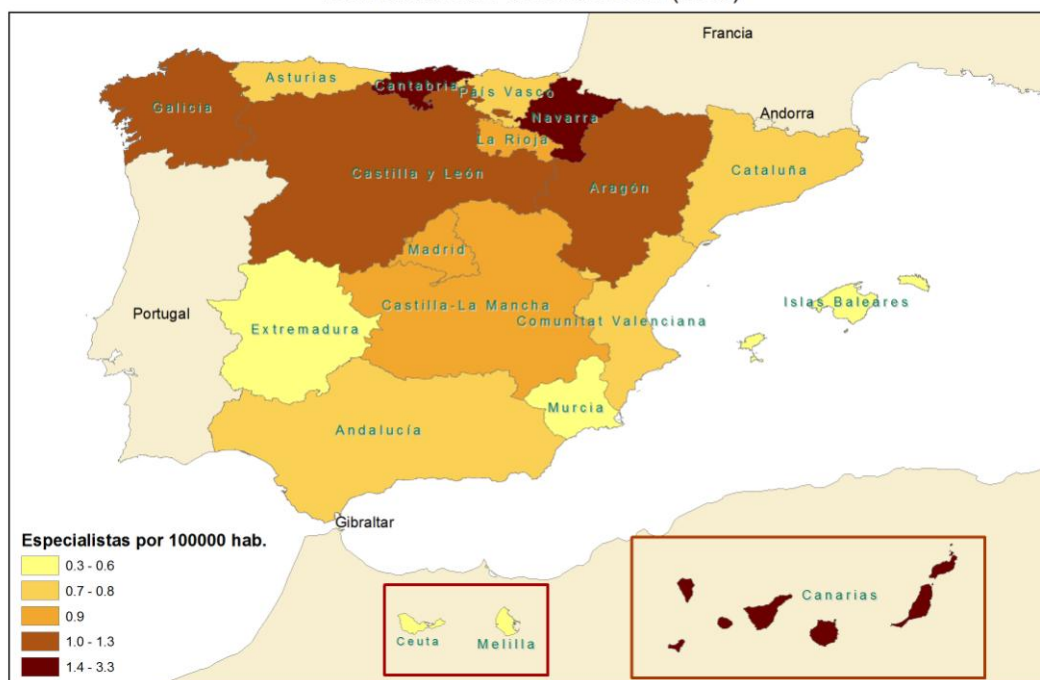 Francia
Asturias
Cantabria
País Vasco
Galicia
Navarra
Andorra
La Rioja
Castilla y León
Aragón
Cataluña
Madrid
Castilla-La Mancha
Islas Baleares
Portugal
Extremadura
Comunitat Valenciana
Murcia
Andalucía
Gibraltar
Especialistas por 100000 hab.
0.3 - 0.6
0.7 - 0.8
0.9
1.0 - 1.3
1.4 - 3.3
Ceuta
Melilla
Canarias